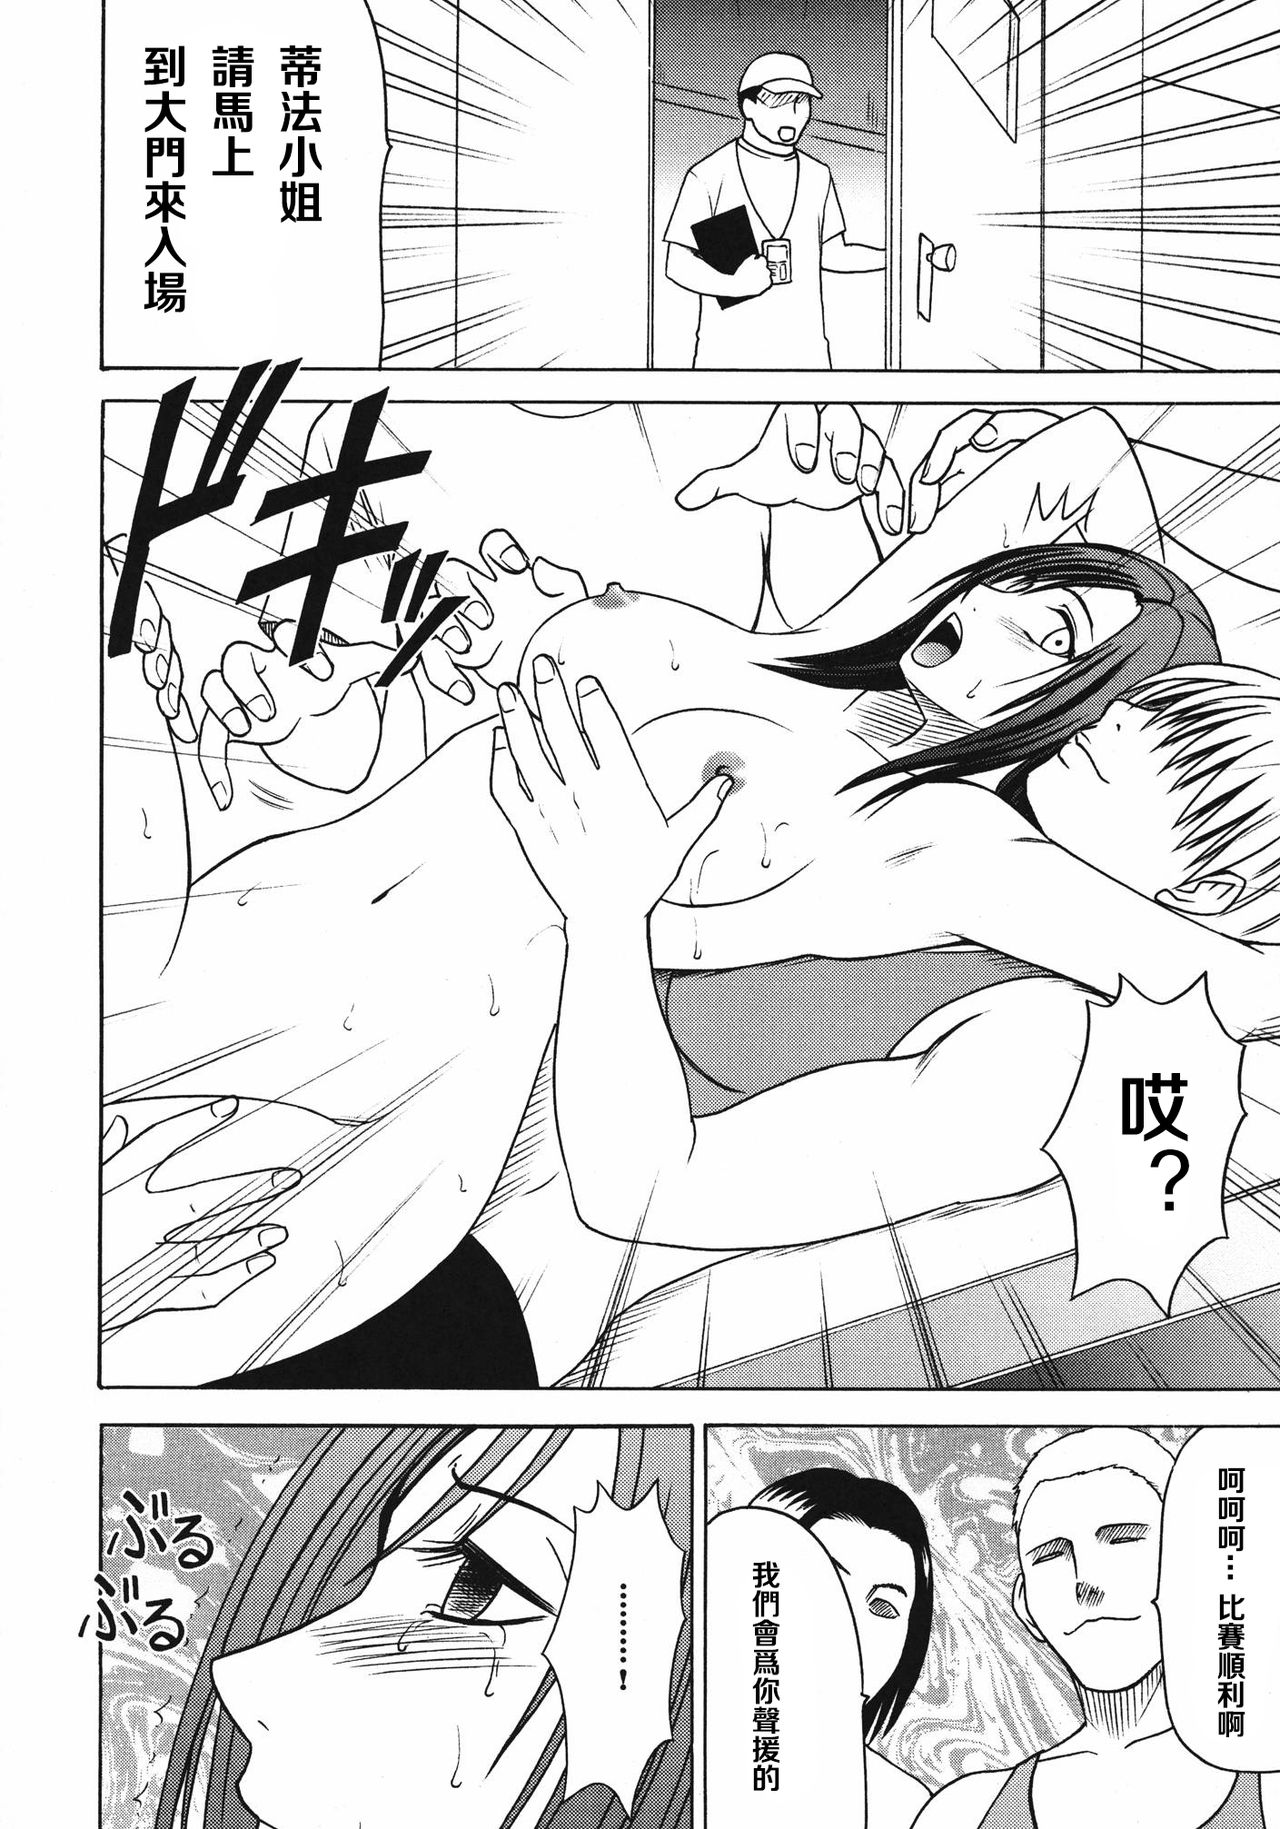 蒂法小姐
請馬上
到大門來入場
ドキッ
哎?
呵呵呵…比賽順利啊
我們會爲你聲援的
………!
ぶるぶる